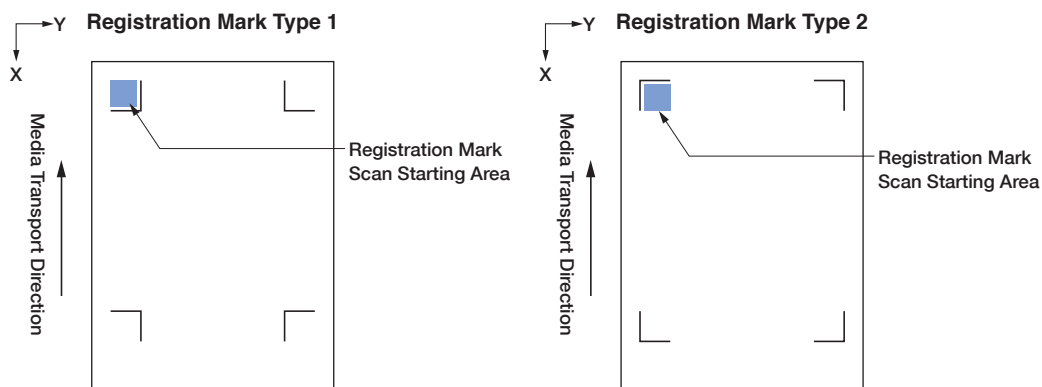 Y
Registration Mark Type 1
X
Media Transport Direction
Registration Mark
Scan Starting Area
Y
Registration Mark Type 2
X
Media Transport Direction
Registration Mark
Scan Starting Area